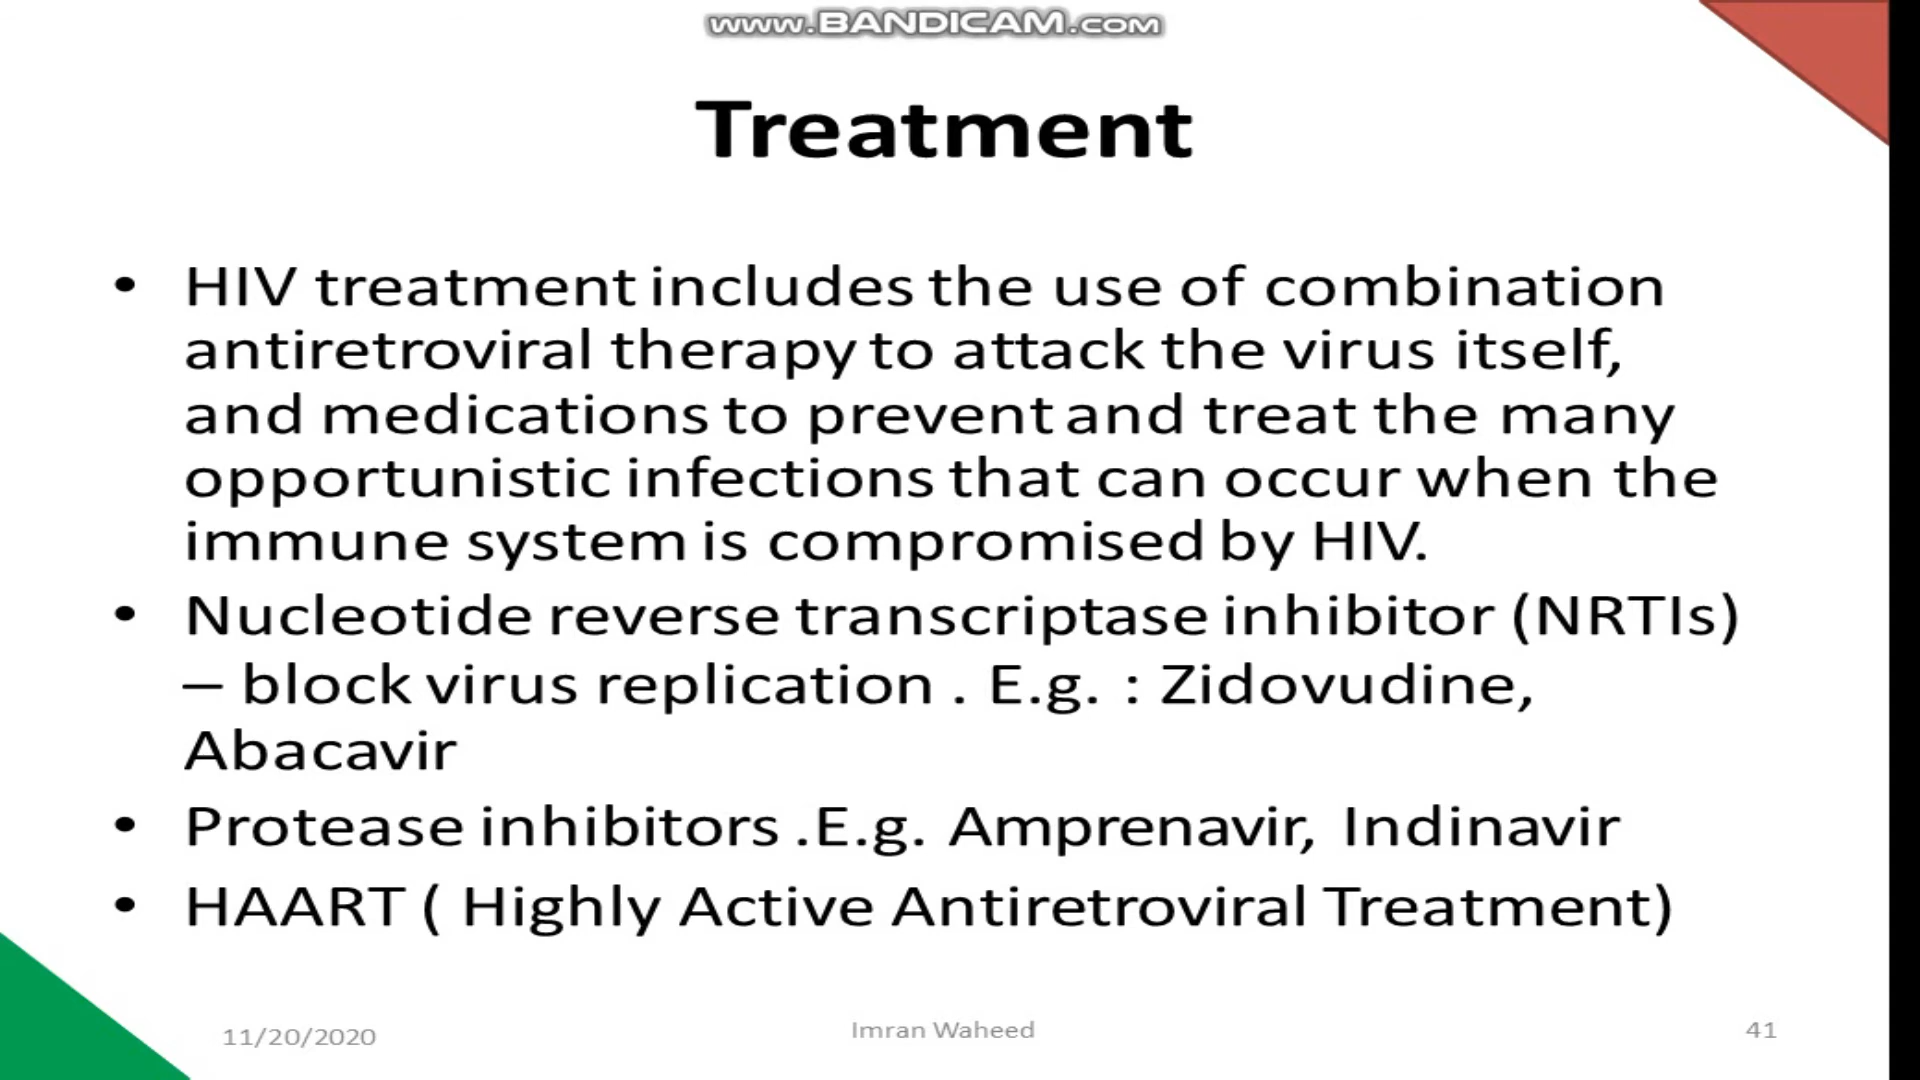 www.BANDICAM.com
Treatment
• HIV treatment includes the use of combination
antiretroviral therapy to attack the virus itself,
and medications to prevent and treat the many
opportunistic infections that can occur when the
immune system is compromised by HIV.
• Nucleotide reverse transcriptase inhibitor (NRTIs)
– block virus replication . E.g. : Zidovudine,
Abacavir
• Protease inhibitors .E.g. Amprenavir, Indinavir
• HAART ( Highly Active Antiretroviral Treatment)
11/20/2020
Imran Waheed
41